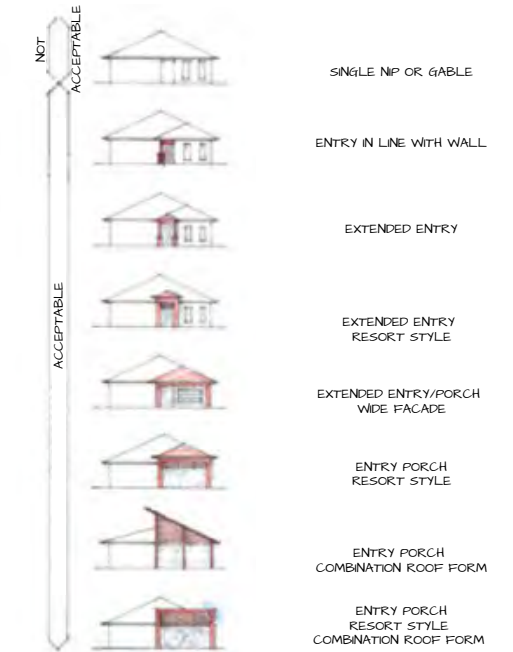 NOT
ACCEPTABLE
SINGLE NIP OR GABLE
ENTRY IN LINE WITH WALL
EXTENDED ENTRY
EXTENDED ENTRY
RESORT STYLE
ACCEPTABLE
EXTENDED ENTRY/PORCH
WIDE FACADE
ENTRY PORCH
RESORT STYLE
ENTRY PORCH
COMBINATION ROOF FORM
ENTRY PORCH
RESORT STYLE
COMBINATION ROOF FORM